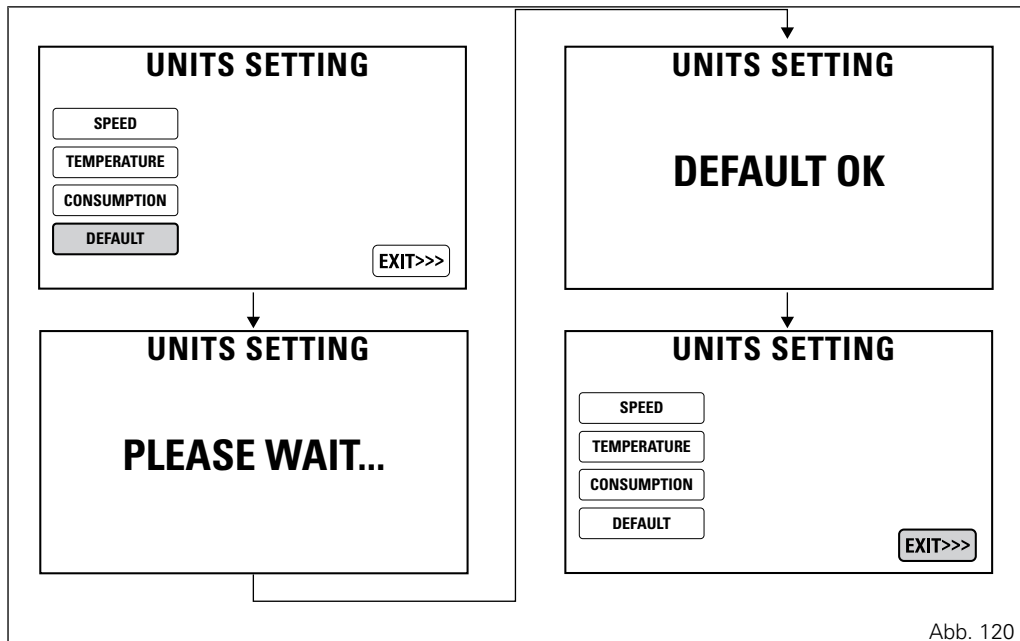 UNITS SETTING
SPEED
TEMPERATURE
CONSUMPTION
DEFAULT
EXIT>>>
UNITS SETTING
PLEASE WAIT...
UNITS SETTING
DEFAULT OK
UNITS SETTING
SPEED
TEMPERATURE
CONSUMPTION
DEFAULT
EXIT>>>
Abb. 120